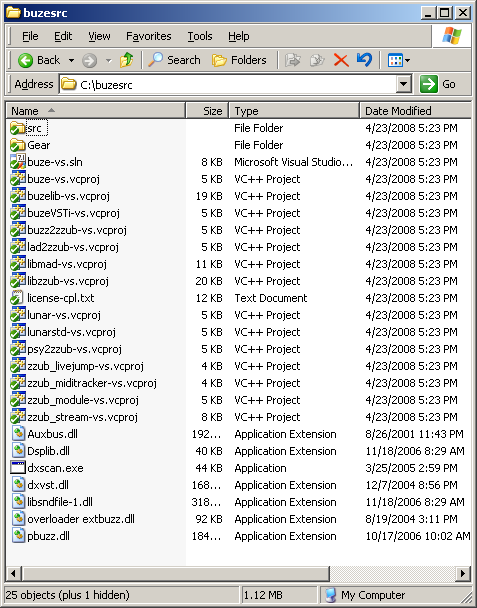 buzesrc
File Edit View Favorites Tools Help
Back Search Folders
Address C:\buzesrc Go
Name Size Type Date Modified
src File Folder 4/23/2008 5:23 PM
Gear File Folder 4/23/2008 5:23 PM
buze-vs.sln 8 KB Microsoft Visual Studio... 4/23/2008 5:23 PM
buze-vs.vcproj 5 KB VC++ Project 4/23/2008 5:23 PM
buzelib-vs.vcproj 19 KB VC++ Project 4/23/2008 5:23 PM
buzeVSTi-vs.vcproj 5 KB VC++ Project 4/23/2008 5:23 PM
buzz2zzub-vs.vcproj 5 KB VC++ Project 4/23/2008 5:23 PM
lad2zzub-vs.vcproj 5 KB VC++ Project 4/23/2008 5:23 PM
libmad-vs.vcproj 11 KB VC++ Project 4/23/2008 5:23 PM
libzzub-vs.vcproj 20 KB VC++ Project 4/23/2008 5:23 PM
license-cpl.txt 12 KB Text Document 4/23/2008 5:23 PM
lunar-vs.vcproj 5 KB VC++ Project 4/23/2008 5:23 PM
lunarstd-vs.vcproj 5 KB VC++ Project 4/23/2008 5:23 PM
psy2zzub-vs.vcproj 5 KB VC++ Project 4/23/2008 5:23 PM
zzub_livejump-vs.vcproj 4 KB VC++ Project 4/23/2008 5:23 PM
zzub_miditracker-vs.vcproj 4 KB VC++ Project 4/23/2008 5:23 PM
zzub_module-vs.vcproj 5 KB VC++ Project 4/23/2008 5:23 PM
zzub_stream-vs.vcproj 8 KB VC++ Project 4/23/2008 5:23 PM
Auxbus.dll 192... Application Extension 8/26/2001 11:43 PM
Dsplib.dll 40 KB Application Extension 11/18/2006 8:29 AM
dxscan.exe 44 KB Application 3/25/2005 2:59 PM
dxvst.dll 168... Application Extension 12/7/2004 8:56 PM
libsndfile-1.dll 318... Application Extension 11/18/2006 8:29 AM
overloader extbuzz.dll 92 KB Application Extension 8/19/2004 3:11 PM
pbuzz.dll 184... Application Extension 10/17/2006 10:02 AM
25 objects (plus 1 hidden) 1.12 MB My Computer